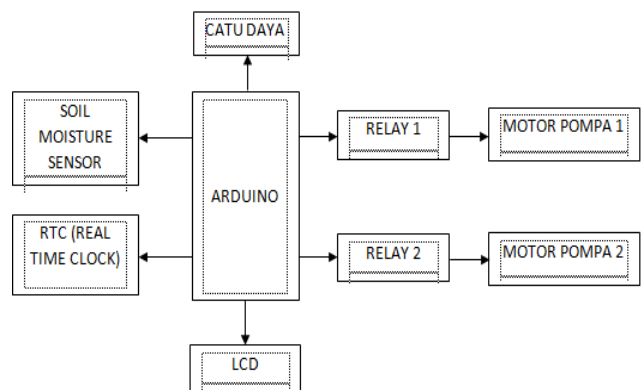 CATU DAYA
SOIL
MOISTURE
SENSOR
RELAY 1
MOTOR POMPA 1
ARDUINO
RTC (REAL
TIME CLOCK)
RELAY 2
MOTOR POMPA 2
LCD